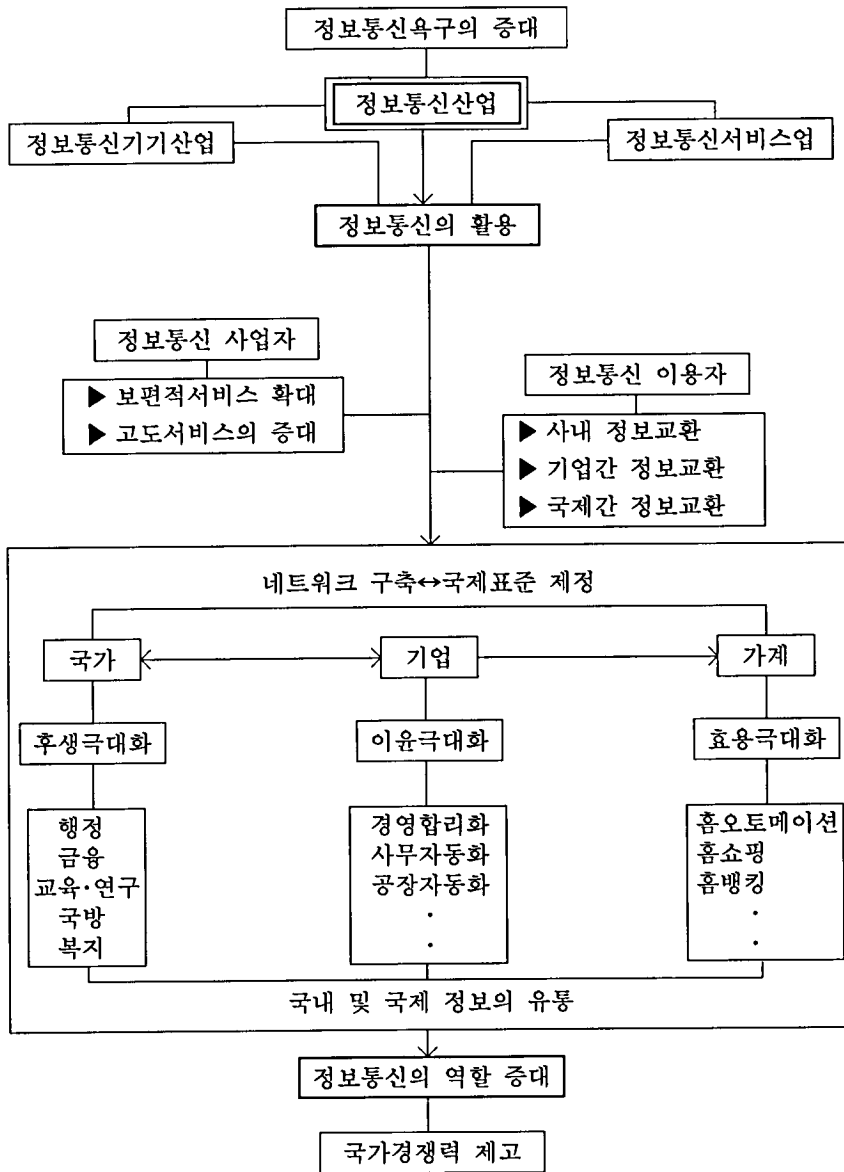 정보통신욕구의 증대
정보통신산업
정보통신기기산업
정보통신서비스업
정보통신의 활용
정보통신 사업자
▶ 보편적서비스 확대
▶ 고도서비스의 증대
정보통신 이용자
▶ 사내 정보교환
▶ 기업간 정보교환
▶ 국제간 정보교환
네트워크 구축↔국제표준 제정
국가
기업
가계
후생극대화
이윤극대화
효용극대화
행정
금융
교육·연구
국방
복지
경영합리화
사무자동화
공장자동화
·
·
홈오토메이션
홈쇼핑
홈뱅킹
·
·
국내 및 국제 정보의 유통
정보통신의 역할 증대
국가경쟁력 제고